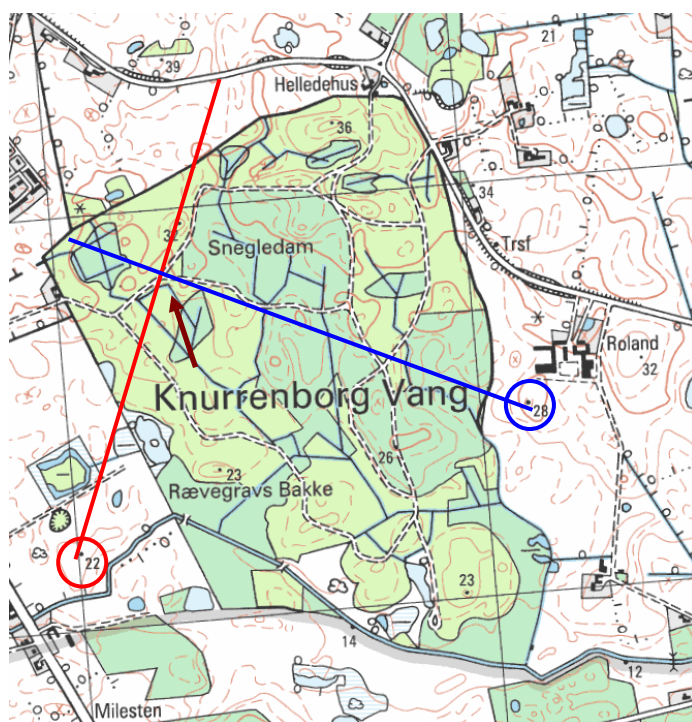 21
39
Helledehus
36
34
32
Snegledam
Trsf
Roland
32
Knurrenborg Vang
28
26
23
Rævegravs Bakke
22
23
14
12
Milesten